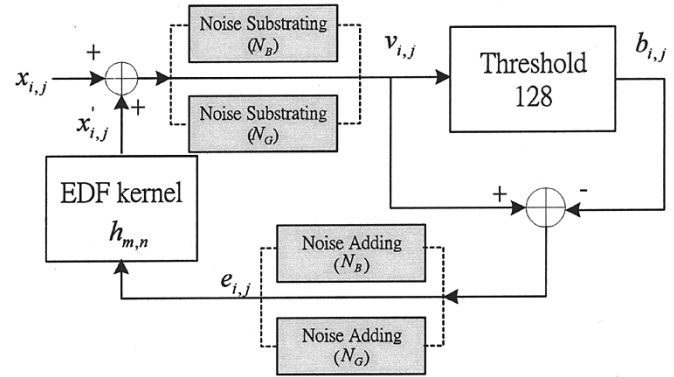 Noise Substrating
(N_B)
x_{i,j}
+
+
x'_{i,j}
Noise Substrating
(N_G)
v_{i,j}
Threshold
128
b_{i,j}
EDF kernel
h_{m,n}
+
-
Noise Adding
(N_B)
e_{i,j}
Noise Adding
(N_G)